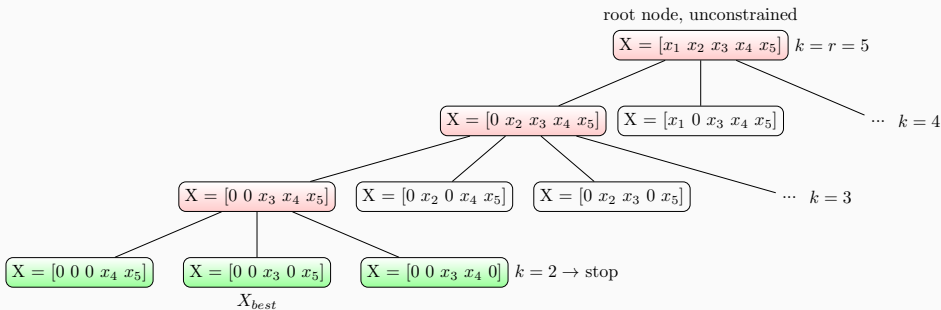 root node, unconstrained
X = [x₁ x₂ x₃ x₄ x₅] k = r = 5
X = [0 x₂ x₃ x₄ x₅] X = [x₁ 0 x₃ x₄ x₅] ... k = 4
X = [0 0 x₃ x₄ x₅] X = [0 x₂ 0 x₄ x₅] X = [0 x₂ x₃ 0 x₅] ... k = 3
X = [0 0 0 x₄ x₅] X = [0 0 x₃ 0 x₅] X = [0 0 x₃ x₄ 0] k = 2 → stop
X_best